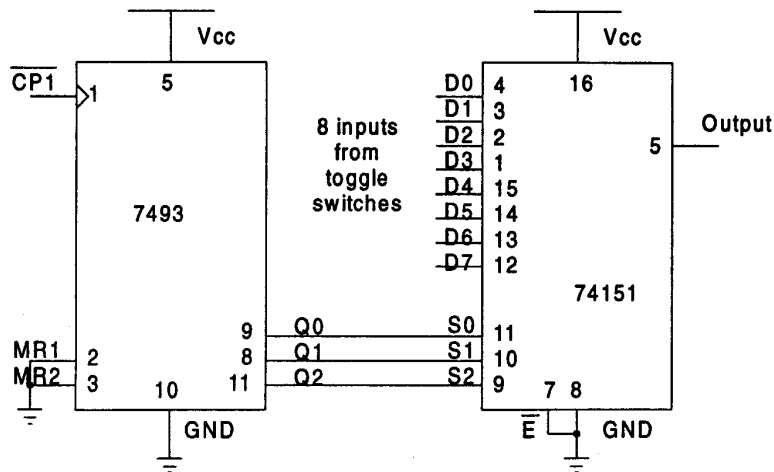 Vcc
CP1
1
5
7493
MR1
2
MR2
3
10
GND
9
Q0
8
Q1
11
Q2
8 inputs
from
toggle
switches
Vcc
16
D0 4
D1 3
D2 2
D3 1
D4 15
D5 14
D6 13
D7 12
5
Output
74151
S0 11
S1 10
S2 9
7 8
E
GND